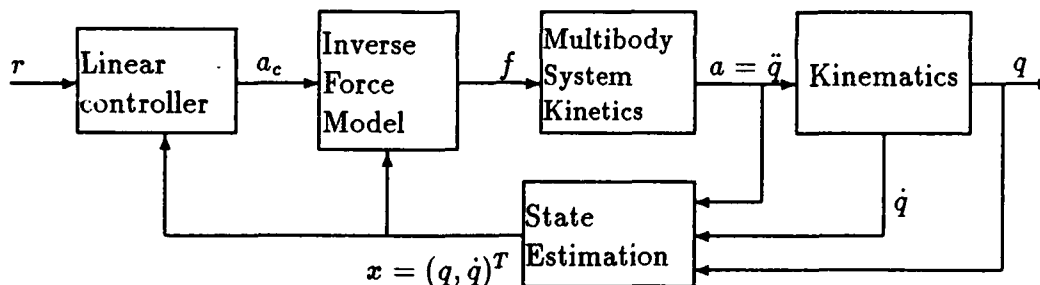 r
Linear
controller
a_c
Inverse
Force
Model
f
Multibody
System
Kinetics
a = q̈
Kinematics
q
q̇
State
Estimation
x = (q, q̇)^T